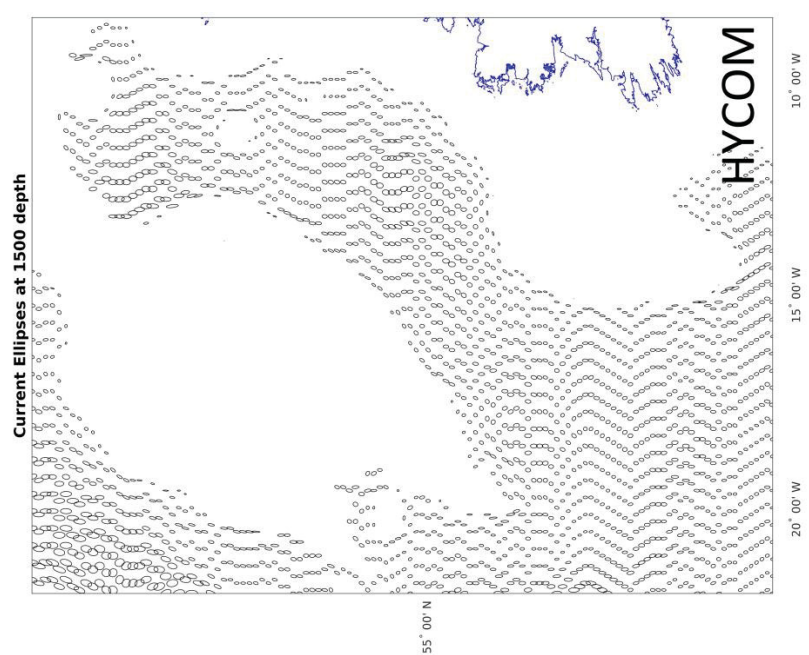 Current Ellipses at 1500 depth
HYCOM
10° 00' W
15° 00' W
20° 00' W
55° 00' N